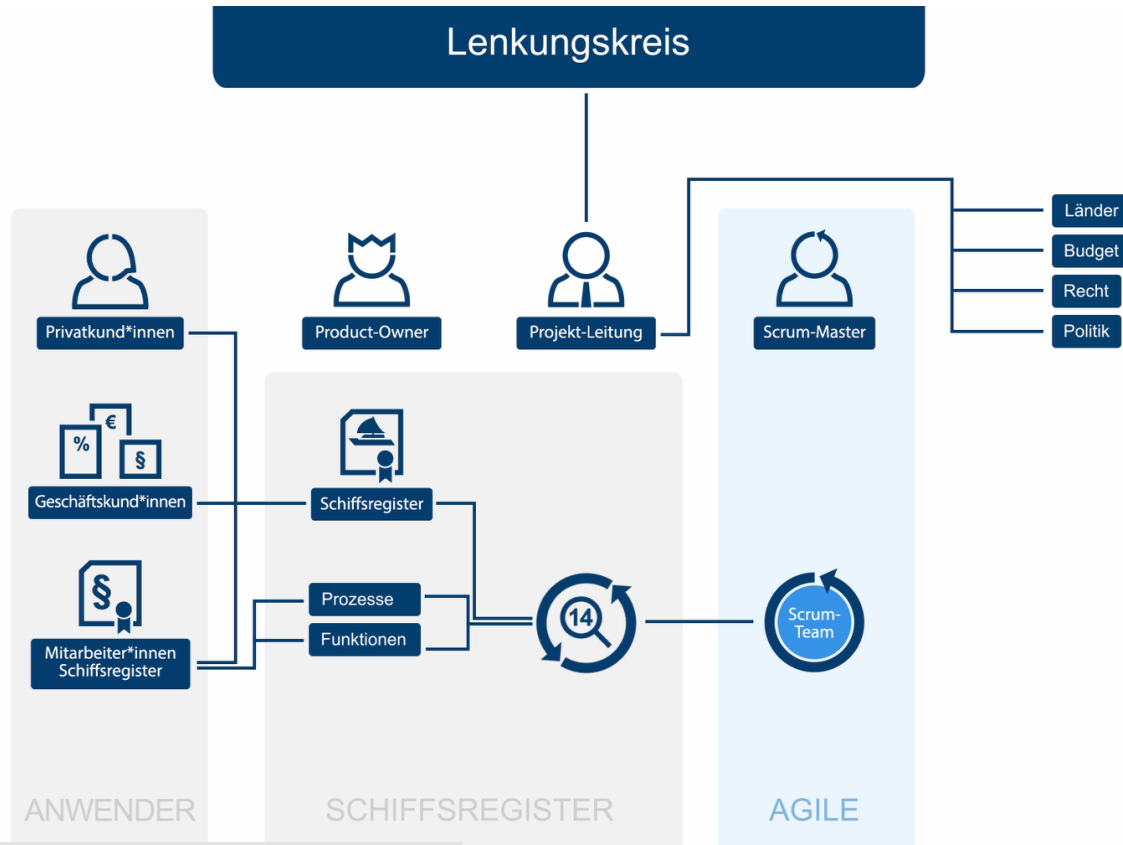 Lenkungskreis
Länder
Budget
Recht
Politik
Privatkund*innen
Product-Owner
Projekt-Leitung
Scrum-Master
%
€
§
Geschäftskund*innen
Schiffsregister
§
Mitarbeiter*innen
Schiffsregister
Prozesse
Funktionen
14
Scrum-
Team
ANWENDER
SCHIFFSREGISTER
AGILE